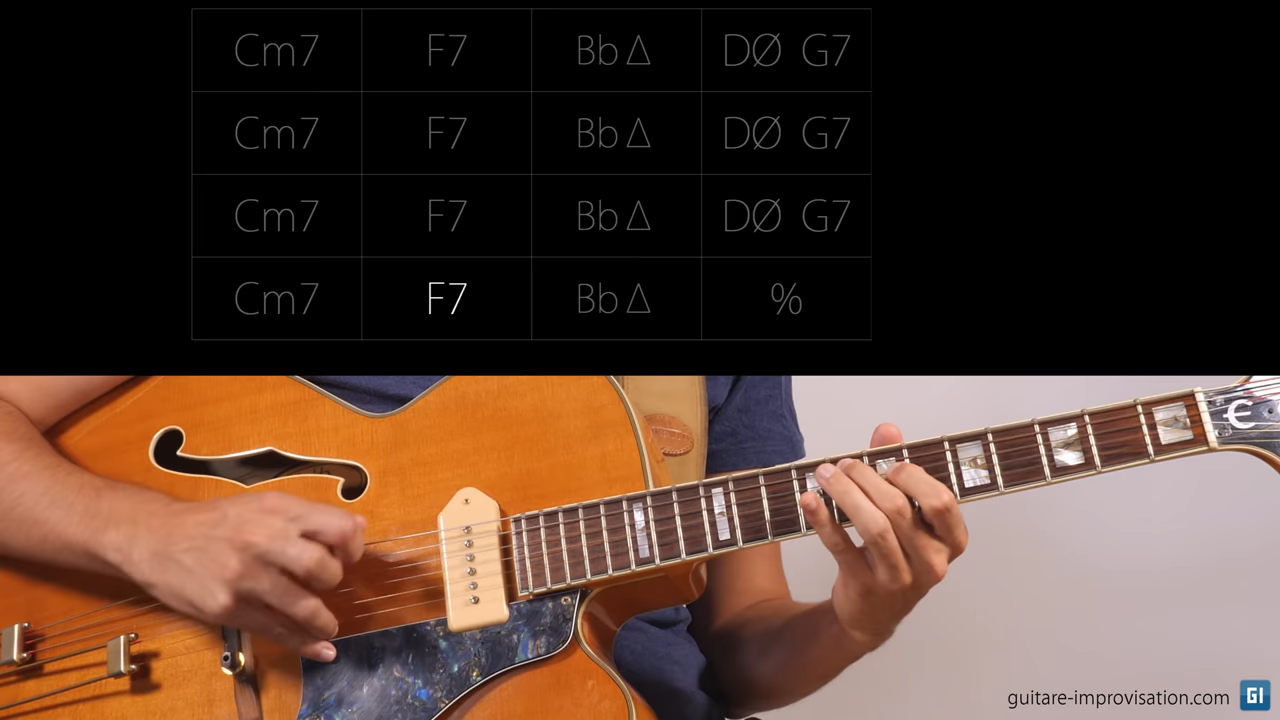 Cm7 F7 Bb Δ DØ G7
Cm7 F7 Bb Δ DØ G7
Cm7 F7 Bb Δ DØ G7
Cm7 F7 Bb Δ %
guitare-improvisation.com GI